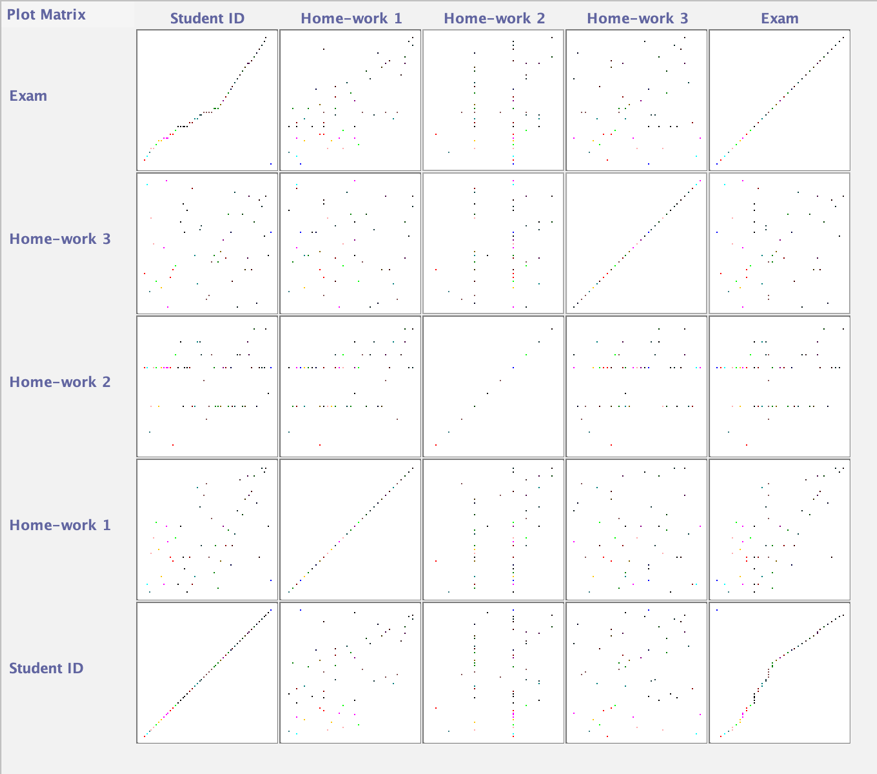 Plot Matrix
Student ID Home-work 1 Home-work 2 Home-work 3 Exam
Exam
Home-work 3
Home-work 2
Home-work 1
Student ID